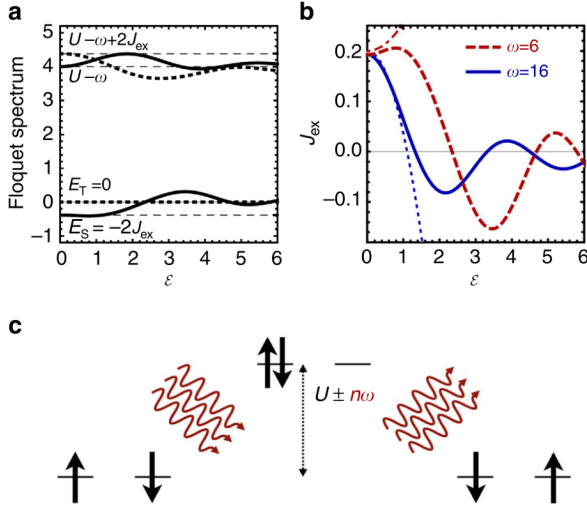 a
b
5
4
3
2
1
0
−1
Floquet spectrum
U−ω+2J_ex
U−ω
E_T=0
E_S=−2J_ex
0 1 2 3 4 5 6
ℰ
0.2
0.1
0.0
−0.1
J_ex
ω=6
ω=16
0 1 2 3 4 5 6
ℰ
c
U ± nω